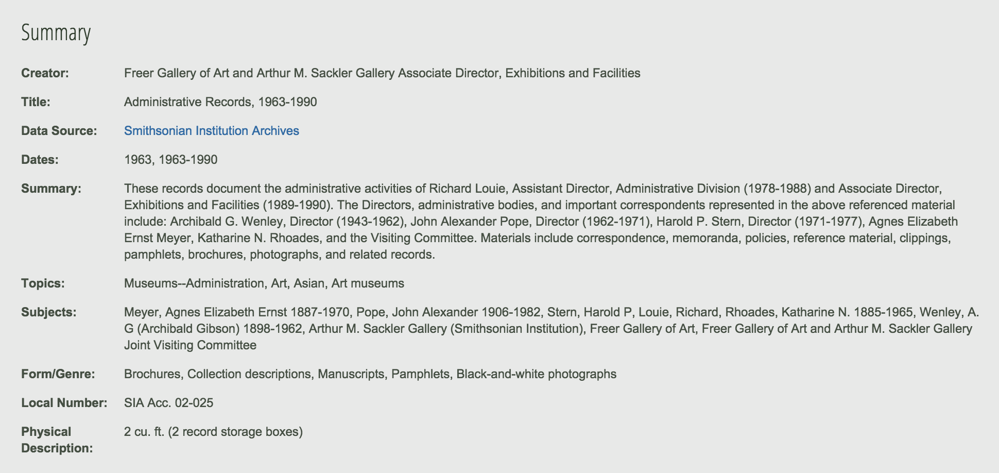 Summary
Creator: Freer Gallery of Art and Arthur M. Sackler Gallery Associate Director, Exhibitions and Facilities
Title: Administrative Records, 1963-1990
Data Source: Smithsonian Institution Archives
Dates: 1963, 1963-1990
Summary: These records document the administrative activities of Richard Louie, Assistant Director, Administrative Division (1978-1988) and Associate Director,
Exhibitions and Facilities (1989-1990). The Directors, administrative bodies, and important correspondents represented in the above referenced material
include: Archibald G. Wenley, Director (1943-1962), John Alexander Pope, Director (1962-1971), Harold P. Stern, Director (1971-1977), Agnes Elizabeth
Ernst Meyer, Katharine N. Rhoades, and the Visiting Committee. Materials include correspondence, memoranda, policies, reference material, clippings,
pamphlets, brochures, photographs, and related records.
Topics: Museums--Administration, Art, Asian, Art museums
Subjects: Meyer, Agnes Elizabeth Ernst 1887-1970, Pope, John Alexander 1906-1982, Stern, Harold P, Louie, Richard, Rhoades, Katharine N. 1885-1965, Wenley, A.
G (Archibald Gibson) 1898-1962, Arthur M. Sackler Gallery (Smithsonian Institution), Freer Gallery of Art, Freer Gallery of Art and Arthur M. Sackler Gallery
Joint Visiting Committee
Form/Genre: Brochures, Collection descriptions, Manuscripts, Pamphlets, Black-and-white photographs
Local Number: SIA Acc. 02-025
Physical 2 cu. ft. (2 record storage boxes)
Description: